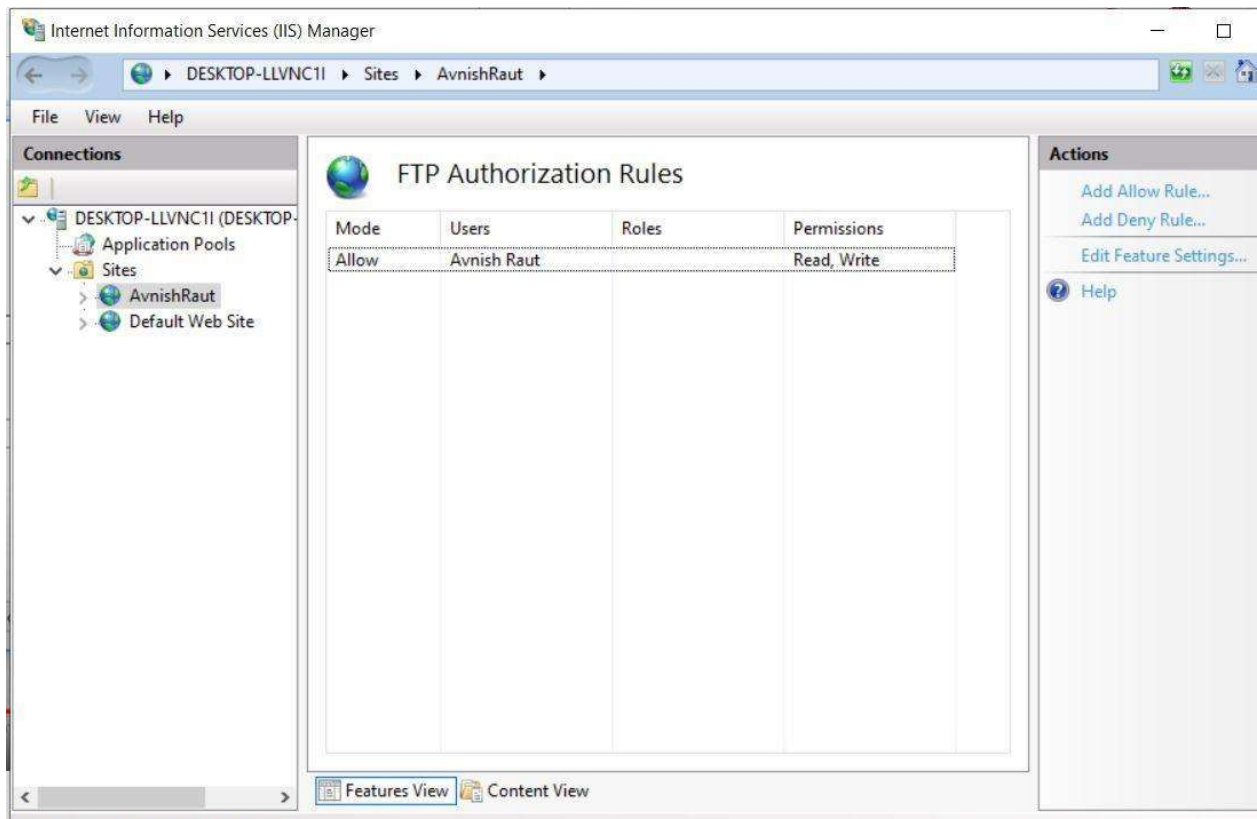 Internet Information Services (IIS) Manager
DESKTOP-LLVNC1I Sites AvnishRaut
File View Help
Connections
DESKTOP-LLVNC1I (DESKTOP-
Application Pools
Sites
AvnishRaut
Default Web Site
FTP Authorization Rules
Mode Users Roles Permissions
Allow Avnish Raut Read, Write
Features View Content View
Actions
Add Allow Rule...
Add Deny Rule...
Edit Feature Settings...
Help